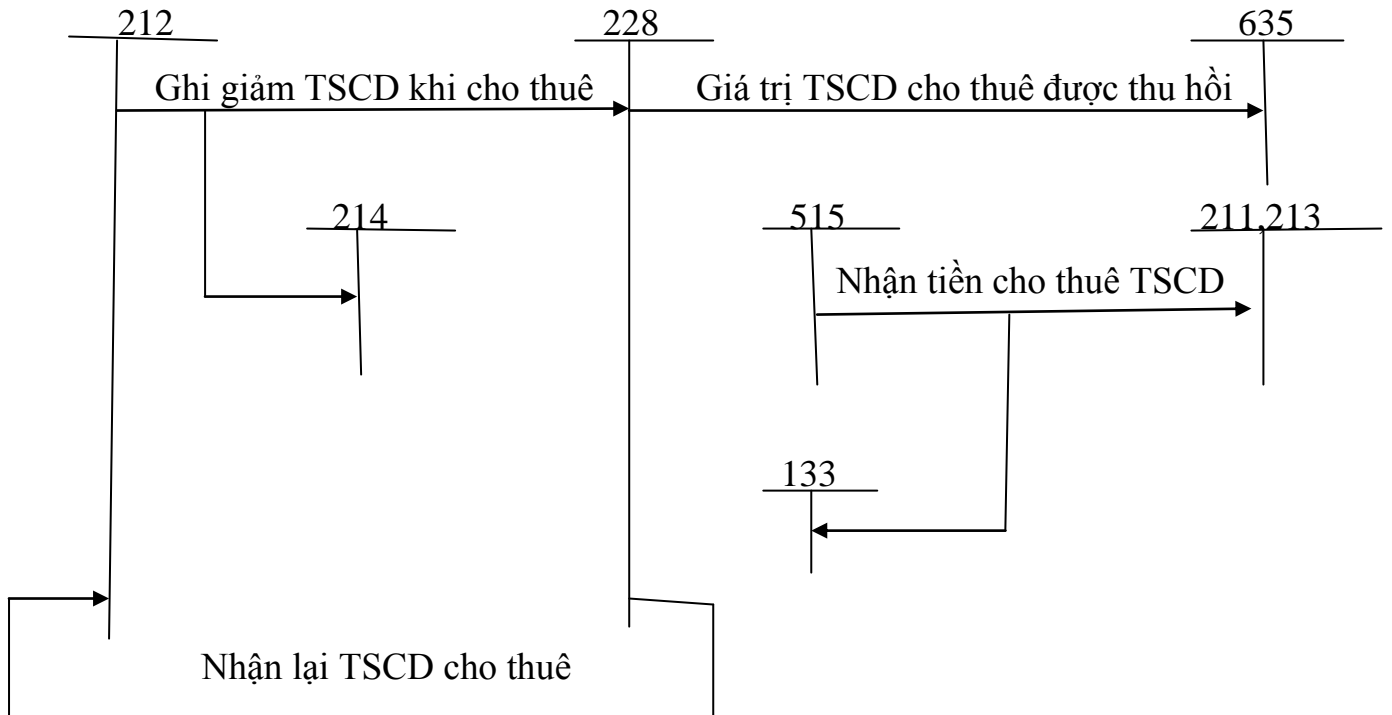 212
228
635
Ghi giảm TSCD khi cho thuê
Giá trị TSCD cho thuê được thu hồi
214
515
211,213
Nhận tiền cho thuê TSCD
133
Nhận lại TSCD cho thuê